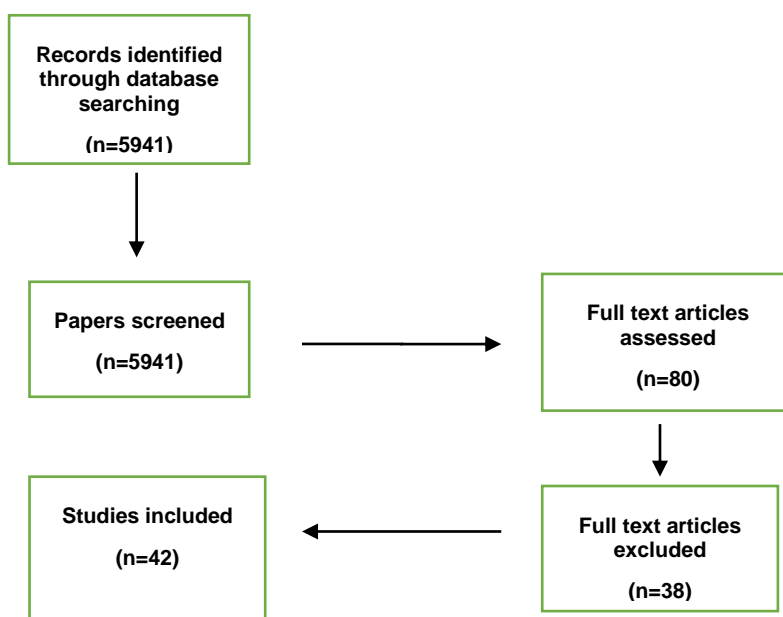 Records identified
through database
searching
(n=5941)
Papers screened
(n=5941)
Full text articles
assessed
(n=80)
Full text articles
excluded
(n=38)
Studies included
(n=42)